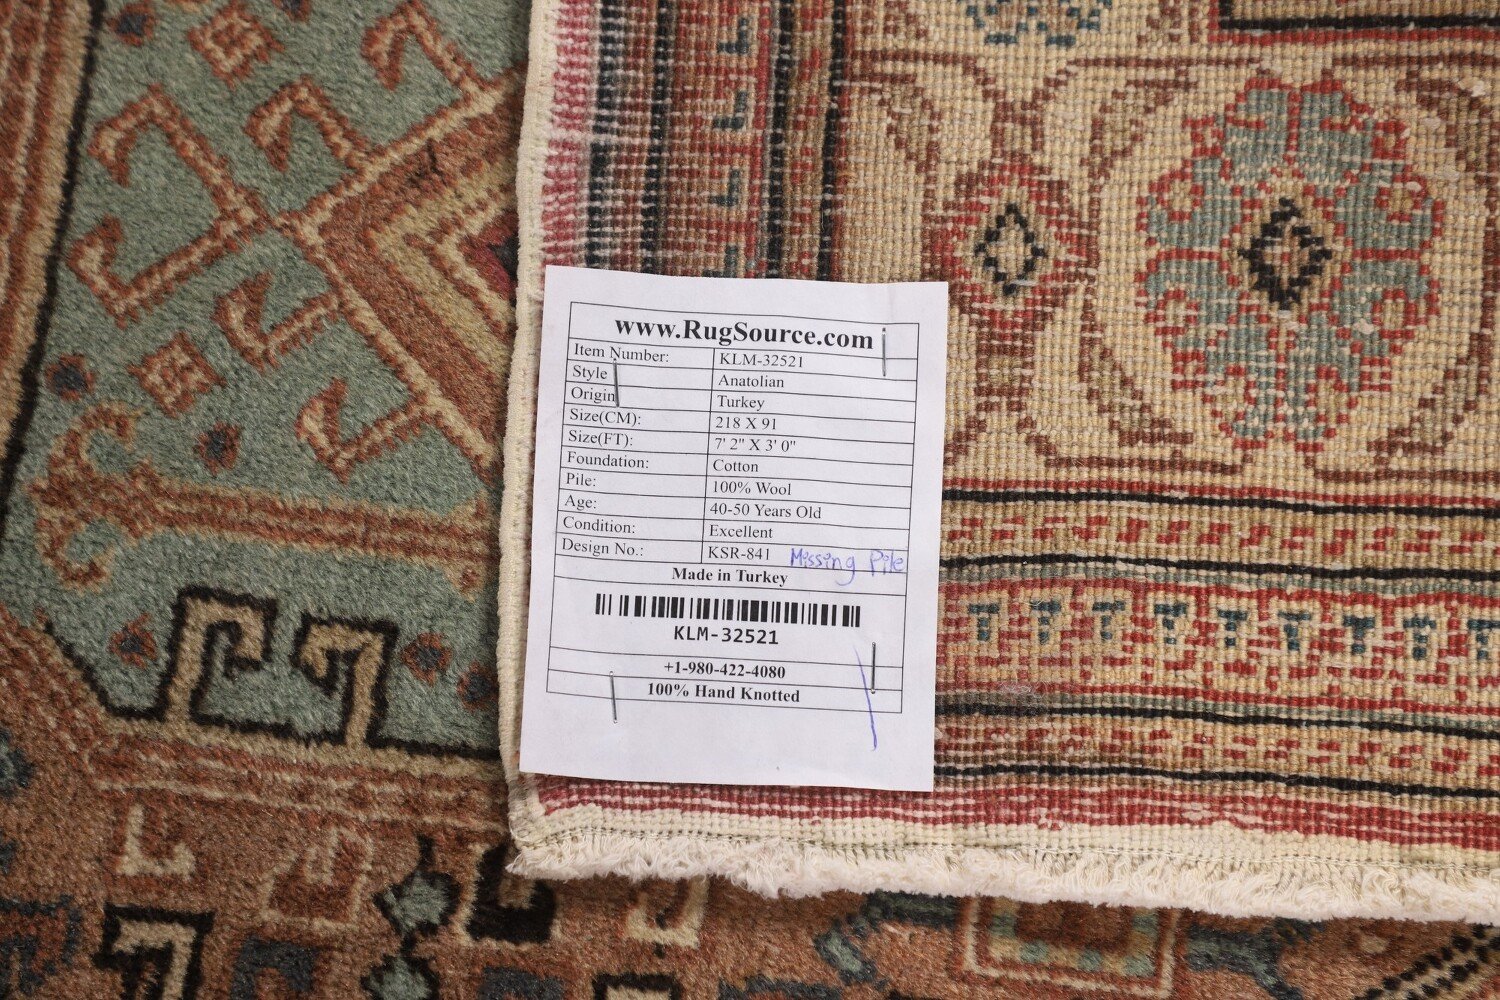 www.RugSource.com
Item Number: KLM-32521
Style Anatolian
Origin Turkey
Size(CM): 218 X 91
Size(FT): 7' 2" X 3' 0"
Foundation: Cotton
Pile: 100% Wool
Age: 40-50 Years Old
Condition: Excellent
Design No.: KSR-841 Missing Pile
Made in Turkey
KLM-32521
+1-980-422-4080
100% Hand Knotted